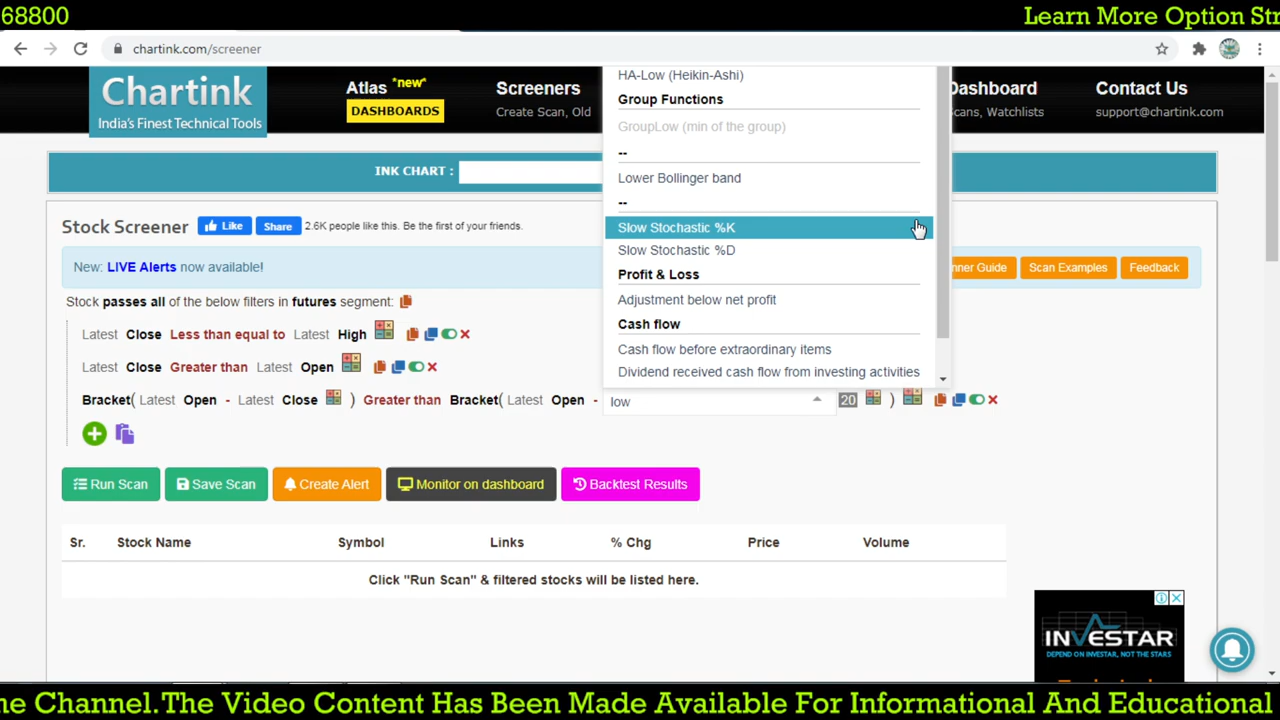 68800
Learn More Option Str
chartink.com/screener
Chartink
India's Finest Technical Tools
Atlas *new*
DASHBOARDS
Screeners
Create Scan, Old
Dashboard
Scans, Watchlists
Contact Us
support@chartink.com
HA-Low (Heikin-Ashi)
Group Functions
GroupLow (min of the group)
--
Lower Bollinger band
--
Slow Stochastic %K
Slow Stochastic %D
Profit & Loss
Adjustment below net profit
Cash flow
Cash flow before extraordinary items
Dividend received cash flow from investing activities
low
INK CHART :
Stock Screener
Like
Share
2.6K people like this. Be the first of your friends.
New: LIVE Alerts now available!
nner Guide
Scan Examples
Feedback
Stock passes all of the below filters in futures segment:
Latest Close Less than equal to Latest High
Latest Close Greater than Latest Open
Bracket( Latest Open - Latest Close ) Greater than Bracket( Latest Open - 20 )
Run Scan
Save Scan
Create Alert
Monitor on dashboard
Backtest Results
Sr. Stock Name Symbol Links % Chg Price Volume
Click "Run Scan" & filtered stocks will be listed here.
INVESTAR
DEPEND ON INVESTAR, NOT THE STARS
ne Channel.The Video Content Has Been Made Available For Informational And Educational